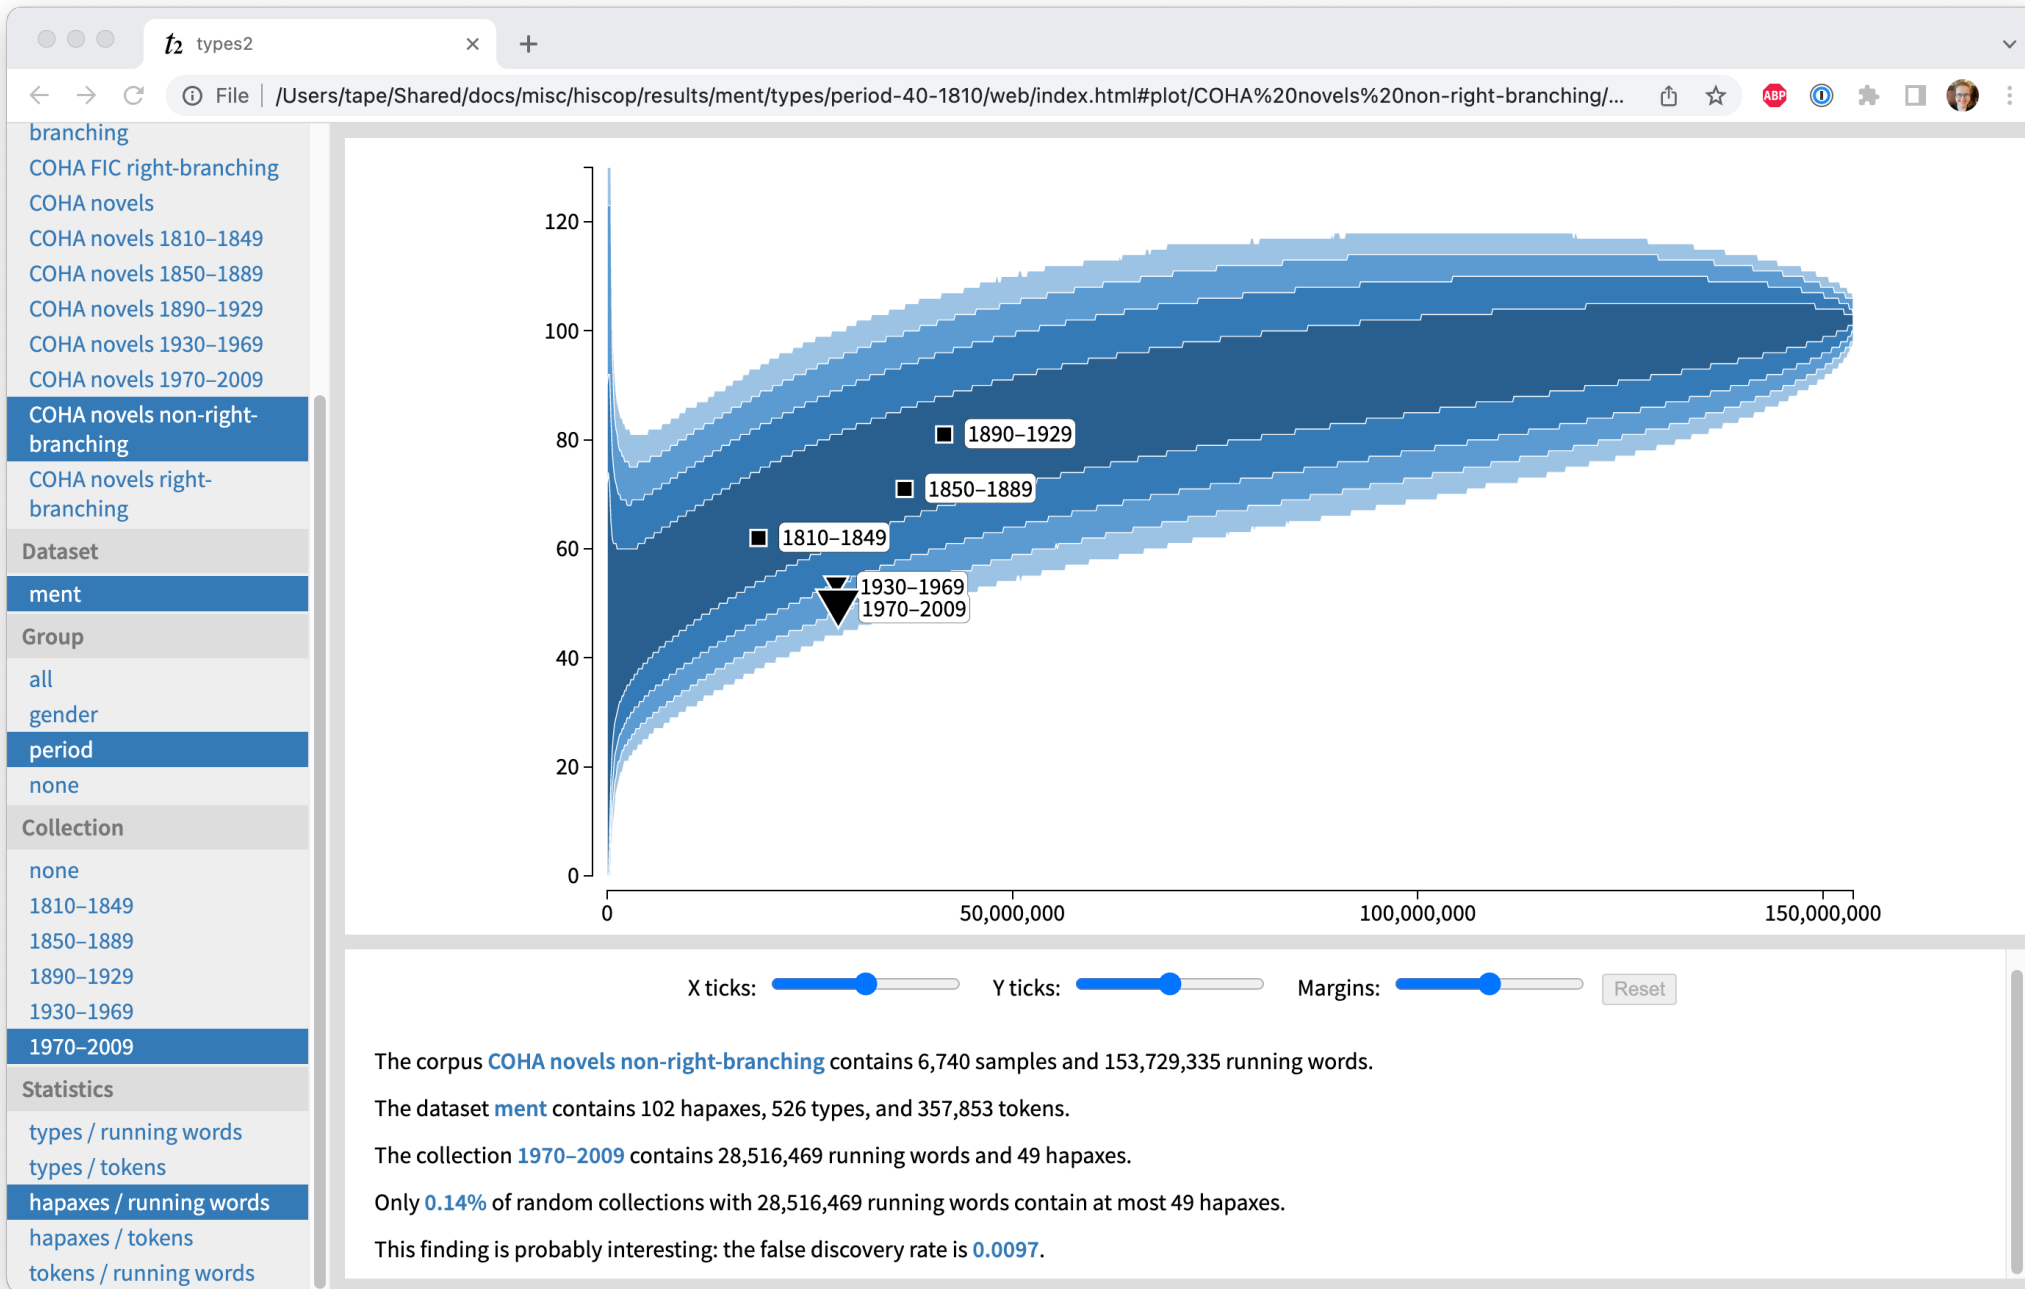 t2 types2
File /Users/tape/Shared/docs/misc/hiscop/results/ment/types/period-40-1810/web/index.html#plot/COHA%20novels%20non-right-branching/...
ABP
branching
COHA FIC right-branching
COHA novels
COHA novels 1810–1849
COHA novels 1850–1889
COHA novels 1890–1929
COHA novels 1930–1969
COHA novels 1970–2009
COHA novels non-right-
branching
COHA novels right-
branching
Dataset
ment
Group
all
gender
period
none
Collection
none
1810–1849
1850–1889
1890–1929
1930–1969
1970–2009
Statistics
types / running words
types / tokens
hapaxes / running words
hapaxes / tokens
tokens / running words
120
100
80
60
40
20
0
1890–1929
1850–1889
1810–1849
1930–1969
1970–2009
0 50,000,000 100,000,000 150,000,000
X ticks: Y ticks: Margins: Reset
The corpus COHA novels non-right-branching contains 6,740 samples and 153,729,335 running words.
The dataset ment contains 102 hapaxes, 526 types, and 357,853 tokens.
The collection 1970–2009 contains 28,516,469 running words and 49 hapaxes.
Only 0.14% of random collections with 28,516,469 running words contain at most 49 hapaxes.
This finding is probably interesting: the false discovery rate is 0.0097.